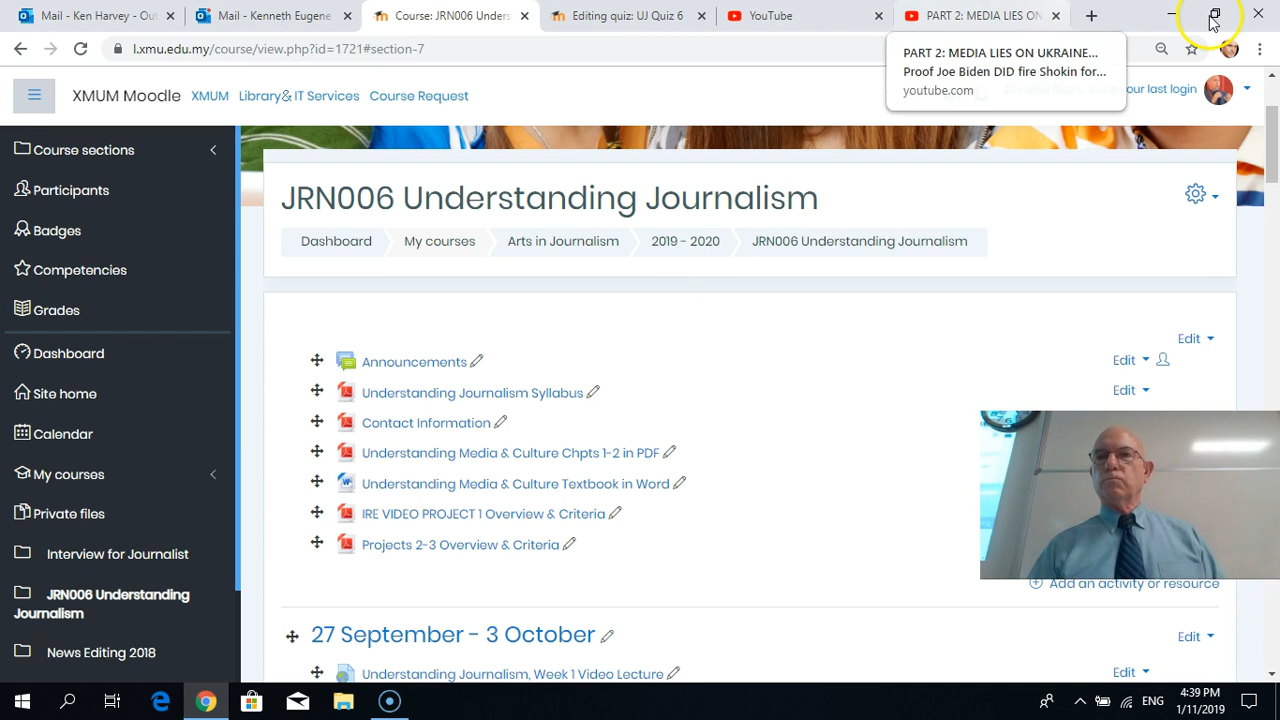 Mail - Ken Harvey - Out
Mail - Kenneth Eugene
Course: JRN006 Unders
Editing quiz: UJ Quiz 6
YouTube
PART 2: MEDIA LIES ON
l.xmu.edu.my/course/view.php?id=1721#section-7
PART 2: MEDIA LIES ON UKRAINE...
Proof Joe Biden DID fire Shokin for...
youtube.com
XMUM Moodle
XMUM
Library& IT Services
Course Request
your last login
Course sections
Participants
Badges
Competencies
Grades
Dashboard
Site home
Calendar
My courses
Private files
Interview for Journalist
JRN006 Understanding
Journalism
News Editing 2018
JRN006 Understanding Journalism
Dashboard
My courses
Arts in Journalism
2019 - 2020
JRN006 Understanding Journalism
Edit
Announcements
Edit
Understanding Journalism Syllabus
Edit
Contact Information
Understanding Media & Culture Chpts 1-2 in PDF
Understanding Media & Culture Textbook in Word
IRE VIDEO PROJECT 1 Overview & Criteria
Projects 2-3 Overview & Criteria
Add an activity or resource
27 September - 3 October
Edit
Understanding Journalism, Week 1 Video Lecture
Edit
ENG
4:39 PM
1/11/2019